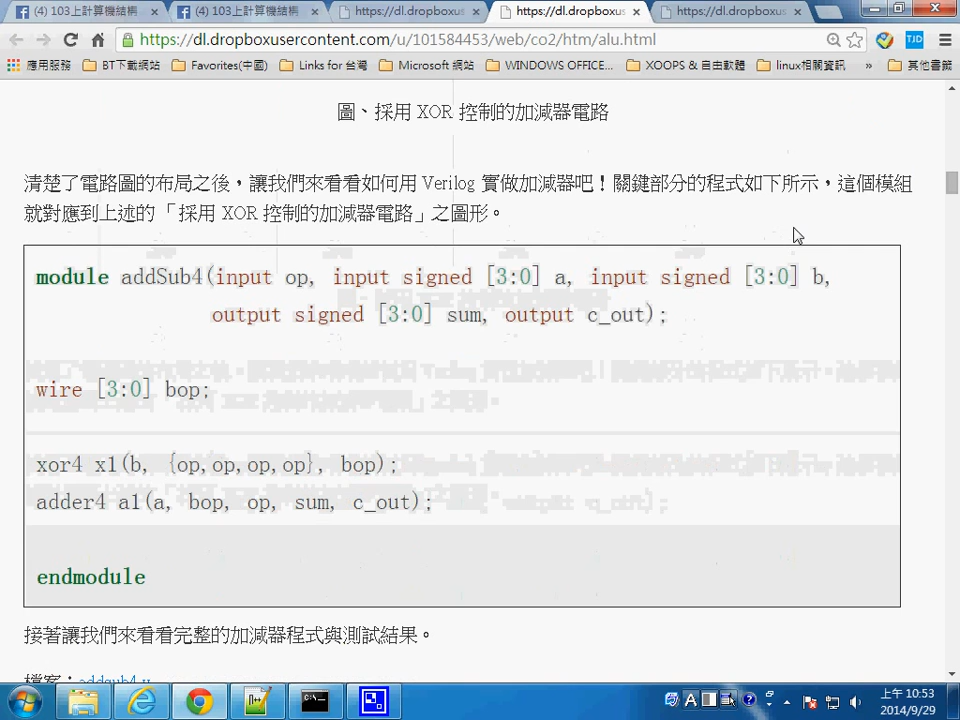 (4) 103上計算機結構
(4) 103上計算機結構
https://dl.dropboxus
https://dl.dropboxus
https://dl.dropboxus
https://dl.dropboxusercontent.com/u/101584453/web/co2/htm/alu.html
TJD
應用服務 BT下載網站 Favorites(中國) Links for 台灣 Microsoft 網站 WINDOWS OFFICE... XOOPS & 自由軟體 linux相關資訊 » 其他書籤
圖、採用 XOR 控制的加減器電路
清楚了電路圖的布局之後,讓我們來看看如何用 Verilog 實做加減器吧!關鍵部分的程式如下所示,這個模組
就對應到上述的「採用 XOR 控制的加減器電路」之圖形。
module addSub4(input op, input signed [3:0] a, input signed [3:0] b,
output signed [3:0] sum, output c_out);
wire [3:0] bop;
xor4 x1(b, {op,op,op,op}, bop);
adder4 a1(a, bop, op, sum, c_out);
endmodule
接著讓我們來看看完整的加減器程式與測試結果。
檔案:addsub4.v
上午 10:53
2014/9/29